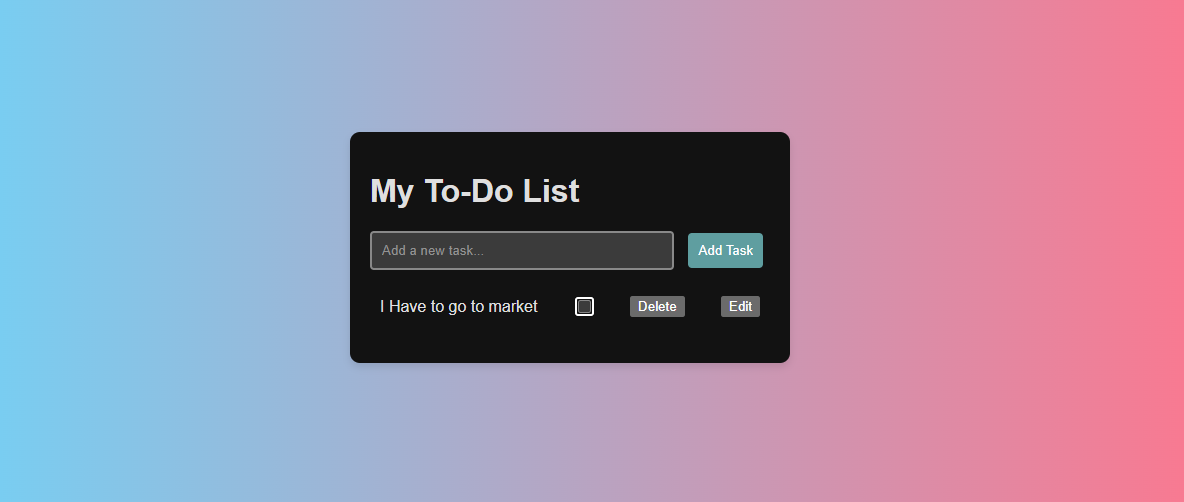 My To-Do List
Add a new task...
Add Task
I Have to go to market
Delete
Edit